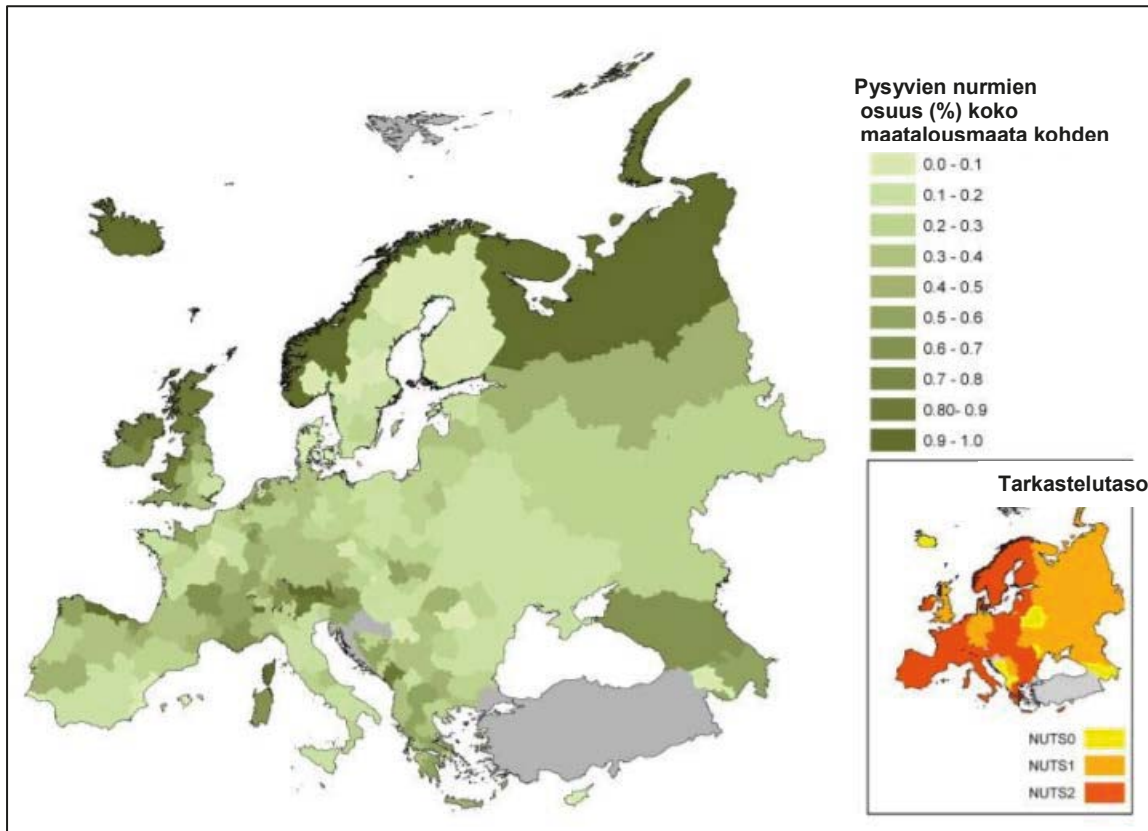 Pysyvien nurmien
osuus (%) koko
maatalousmaata kohden
0.0 - 0.1
0.1 - 0.2
0.2 - 0.3
0.3 - 0.4
0.4 - 0.5
0.5 - 0.6
0.6 - 0.7
0.7 - 0.8
0.80- 0.9
0.9 - 1.0
Tarkastelutaso
NUTS0
NUTS1
NUTS2